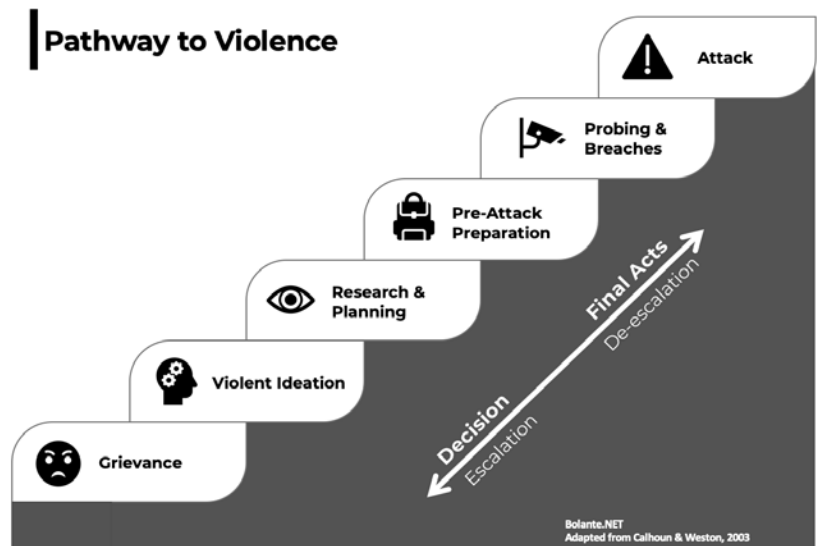 Pathway to Violence
Attack
Probing &
Breaches
Pre-Attack
Preparation
Research &
Planning
Violent Ideation
Grievance
Final Acts
De-escalation
Decision
Escalation
Bolante.NET
Adapted from Calhoun & Weston, 2003